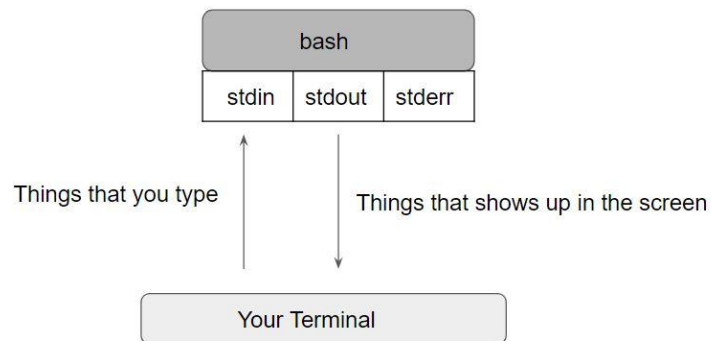 bash
stdin stdout stderr
Things that you type
Things that shows up in the screen
Your Terminal